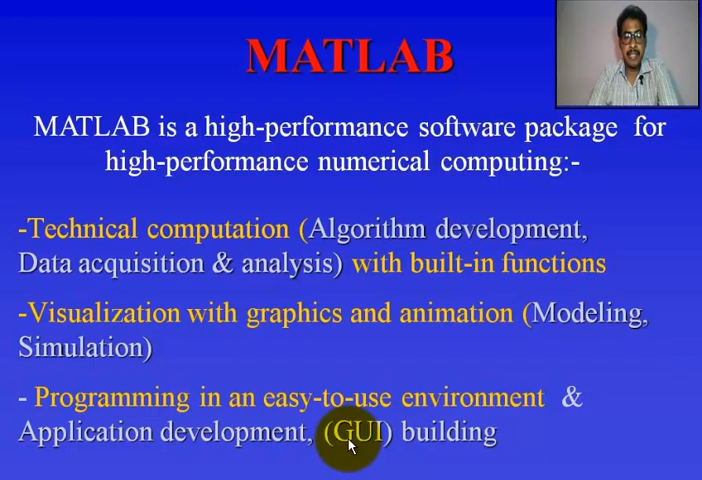 MATLAB
MATLAB is a high-performance software package for
high-performance numerical computing:-
-Technical computation (Algorithm development,
Data acquisition & analysis) with built-in functions
-Visualization with graphics and animation (Modeling,
Simulation)
- Programming in an easy-to-use environment &
Application development, (GUI) building